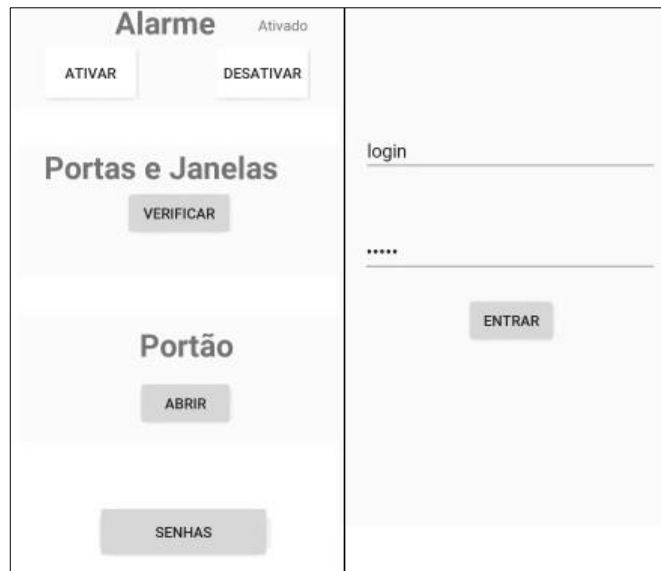 Alarme Ativado
ATIVAR DESATIVAR
Portas e Janelas
VERIFICAR
Portão
ABRIR
SENHAS
login
•••••
ENTRAR